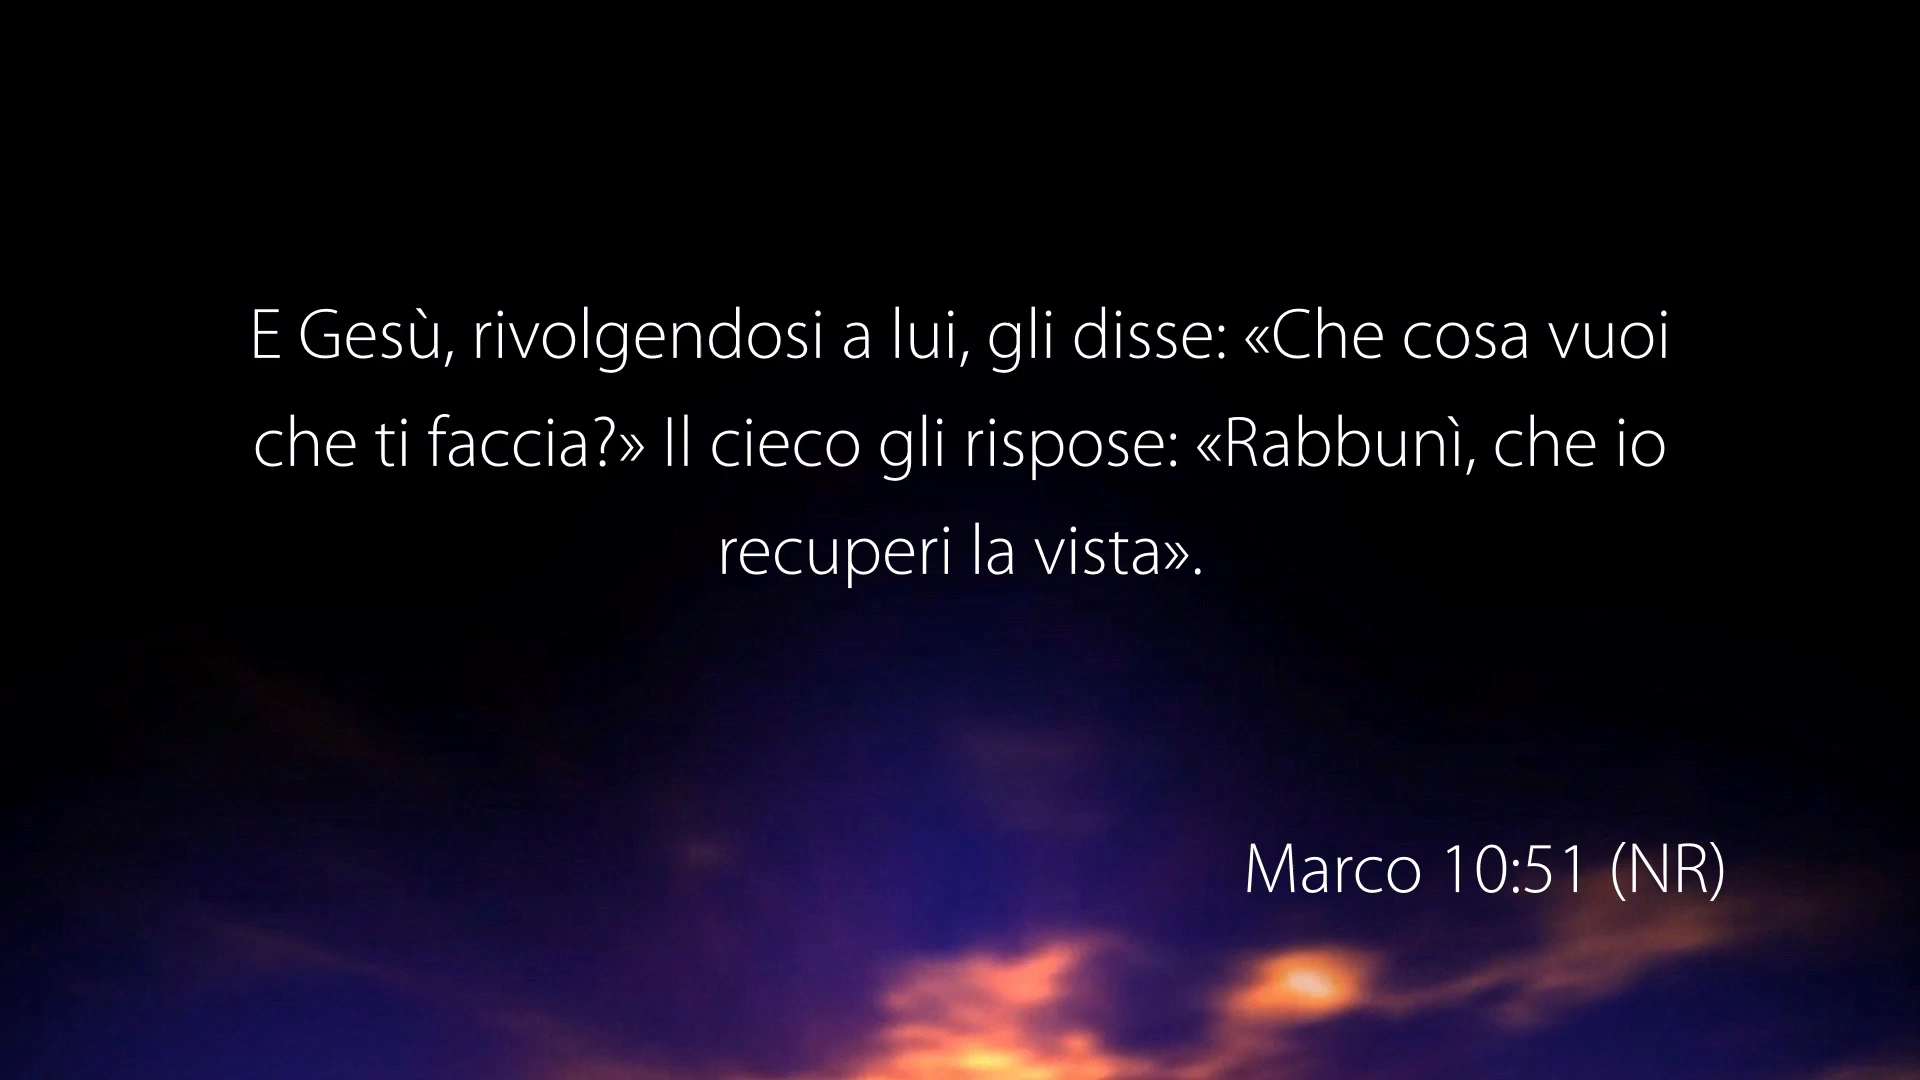 E Gesù, rivolgendosi a lui, gli disse: «Che cosa vuoi
che ti faccia?» Il cieco gli rispose: «Rabbunì, che io
recuperi la vista».
Marco 10:51 (NR)